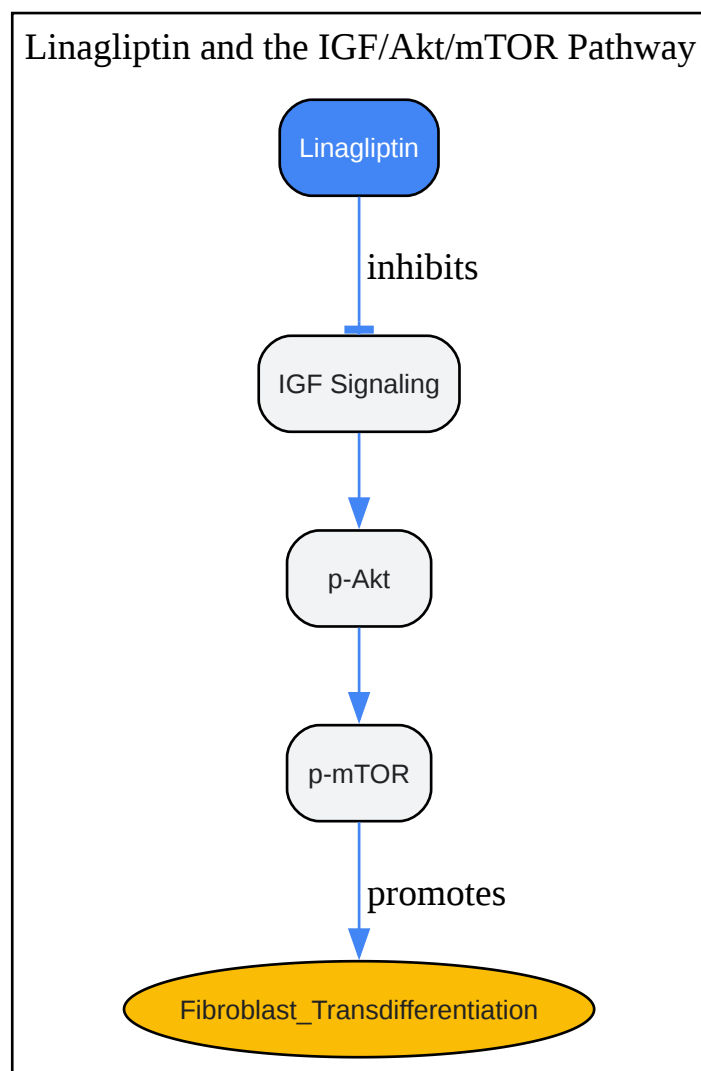 Linagliptin and the IGF/Akt/mTOR Pathway
Linagliptin
inhibits
IGF Signaling
p-Akt
p-mTOR
promotes
Fibroblast_Transdifferentiation